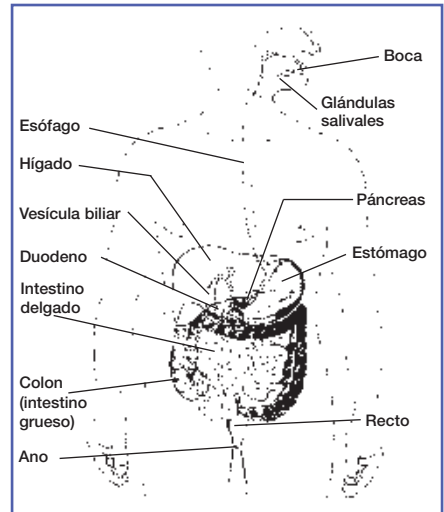 Boca
Glándulas
salivales
Esófago
Hígado
Páncreas
Vesícula biliar
Estómago
Duodeno
Intestino
delgado
Colon
(intestino
grueso)
Recto
Ano